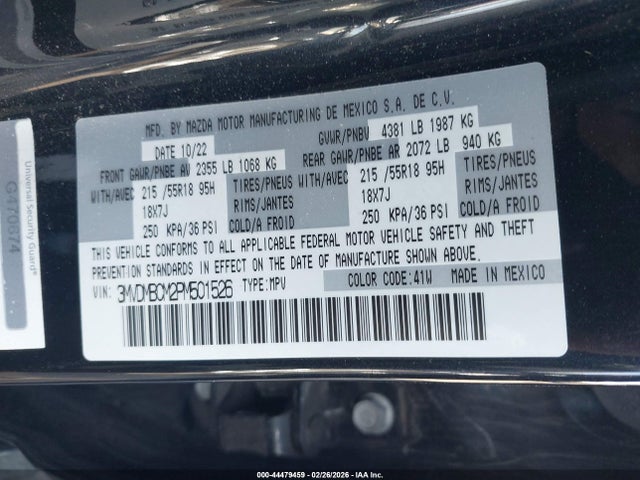 MFD. BY MAZDA MOTOR MANUFACTURING DE MEXICO S.A. DE C.V.
DATE 10/22 GVWR/PNBV 4381 LB 1987 KG
FRONT GAWR/PNBE AV 2355 LB 1068 KG REAR GAWR/PNBE AR 2072 LB 940 KG
WITH/AVEC 215 /55R18 95H TIRES/PNEUS WITH/AVEC 215 /55R18 95H TIRES/PNEUS
18X7J RIMS/JANTES 18X7J RIMS/JANTES
250 KPA/36 PSI COLD/A FROID 250 KPA/36 PSI COLD/A FROID
THIS VEHICLE CONFORMS TO ALL APPLICABLE FEDERAL MOTOR VEHICLE SAFETY AND THEFT
PREVENTION STANDARDS IN EFFECT ON THE DATE OF MANUFACTURE SHOWN ABOVE.
VIN: 3MVDMBCM2PM501526 TYPE:MPV COLOR CODE:41W MADE IN MEXICO
Universal Security Guard®
G470674
000-44479459 - 02/26/2026 - IAA Inc.